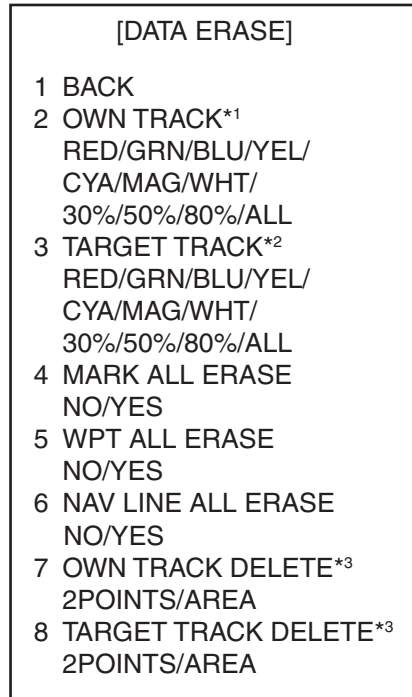 [DATA ERASE]
1 BACK
2 OWN TRACK*1
RED/GRN/BLU/YEL/
CYA/MAG/WHT/
30%/50%/80%/ALL
3 TARGET TRACK*2
RED/GRN/BLU/YEL/
CYA/MAG/WHT/
30%/50%/80%/ALL
4 MARK ALL ERASE
NO/YES
5 WPT ALL ERASE
NO/YES
6 NAV LINE ALL ERASE
NO/YES
7 OWN TRACK DELETE*3
2POINTS/AREA
8 TARGET TRACK DELETE*3
2POINTS/AREA